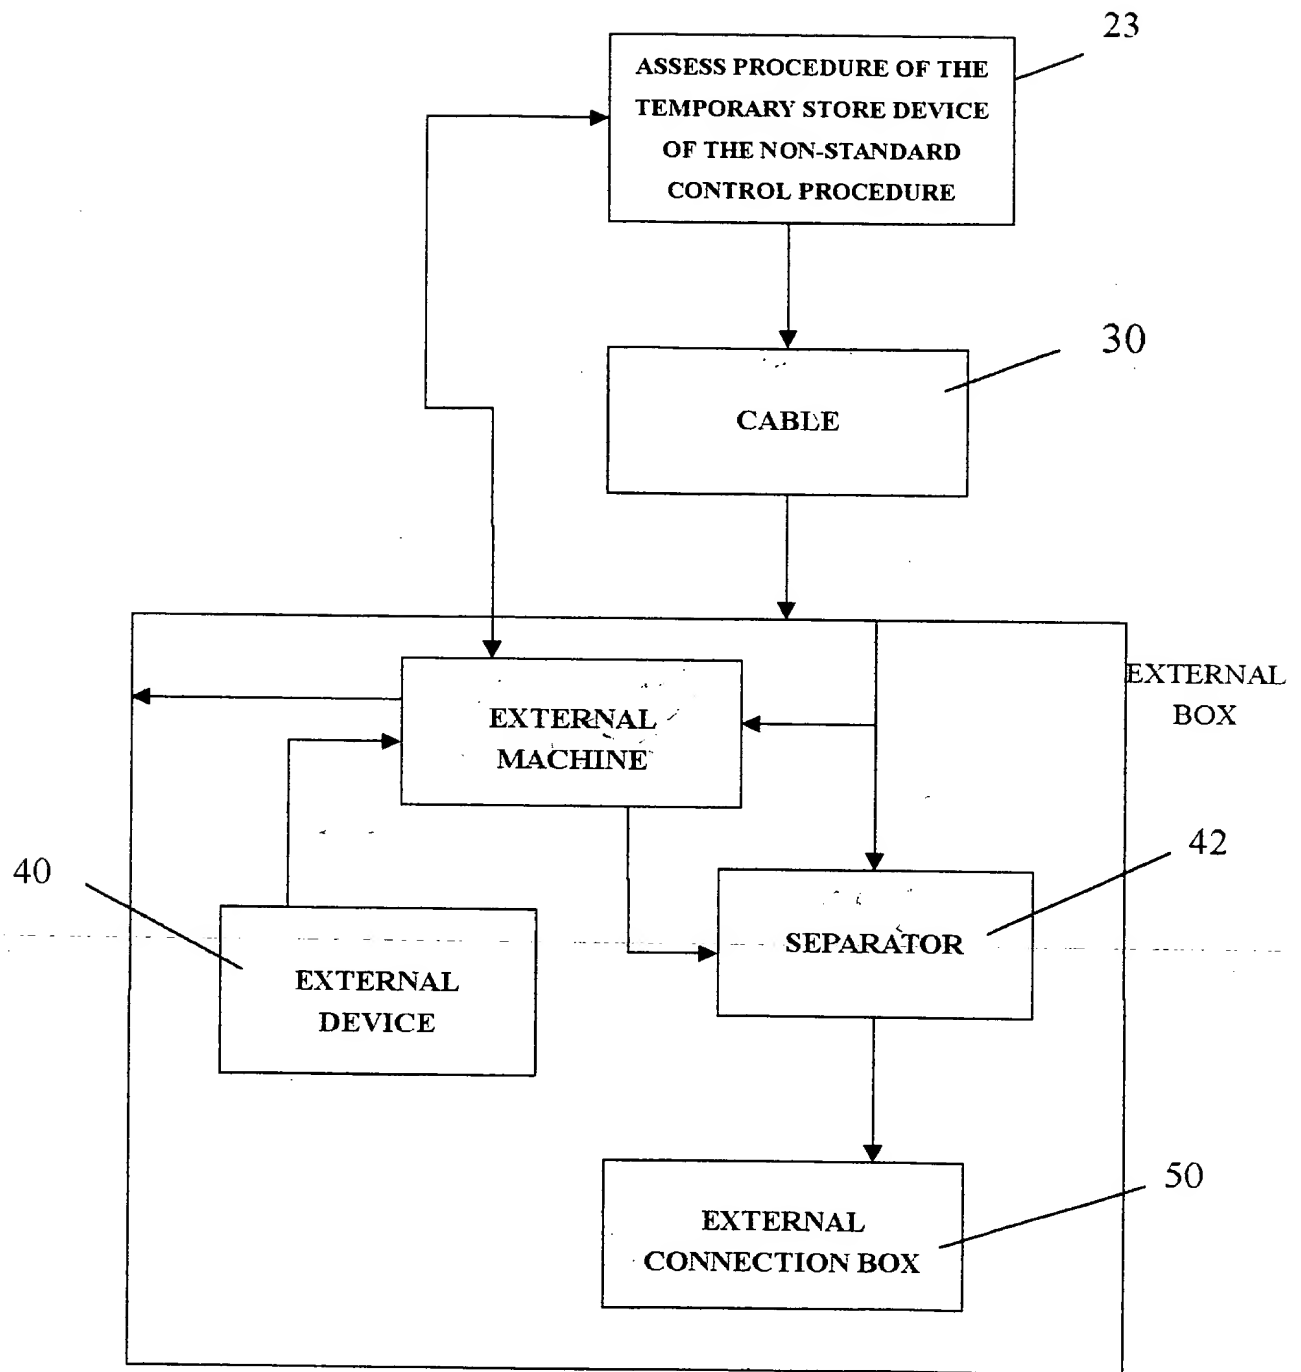 23
ASSESS PROCEDURE OF THE
TEMPORARY STORE DEVICE
OF THE NON-STANDARD
CONTROL PROCEDURE
30
CABLE
EXTERNAL
BOX
EXTERNAL
MACHINE
42
40
SEPARATOR
EXTERNAL
DEVICE
50
EXTERNAL
CONNECTION BOX